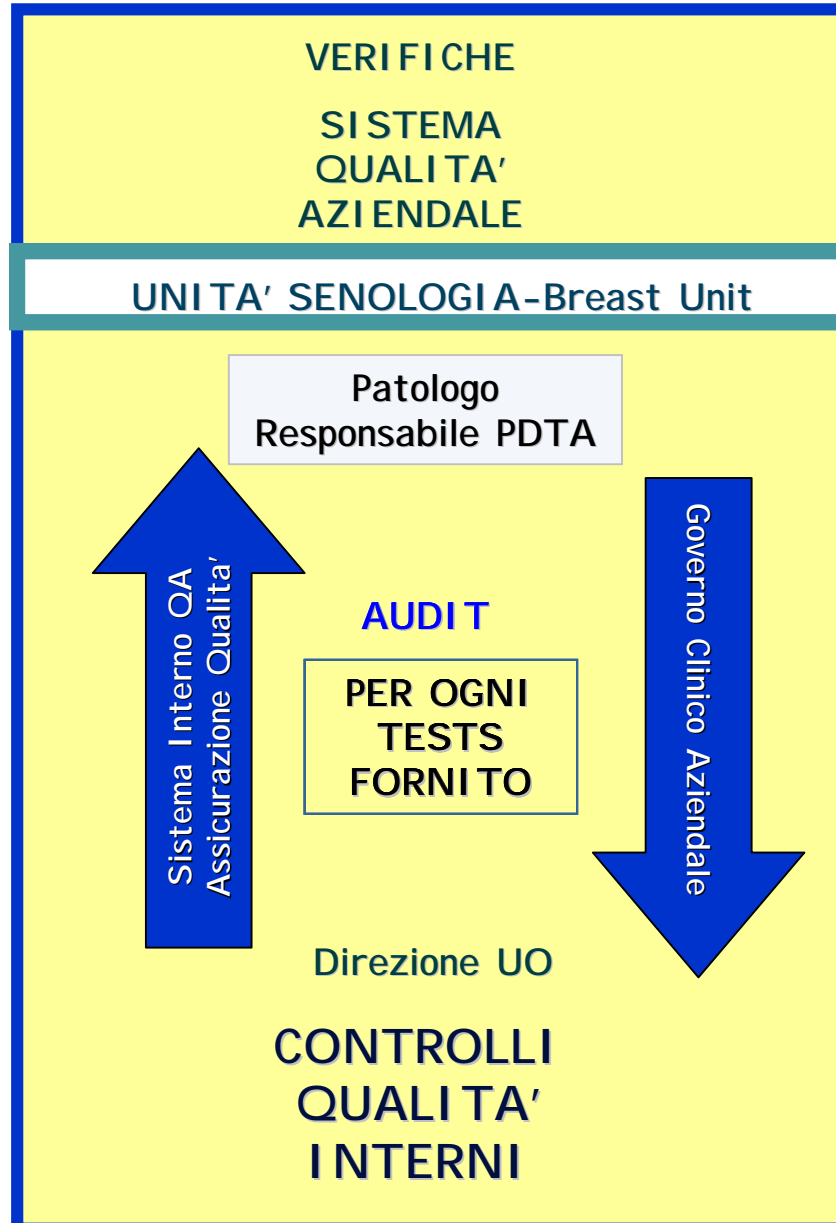 VERIFICHE
SISTEMA
QUALITA'
AZIENDALE
UNITA' SENOLOGIA-Breast Unit
Patologo
Responsabile PDTA
Sistema Interno QA
Assicurazione Qualita'
AUDIT
PER OGNI
TESTS
FORNITO
Governo Clinico Aziendale
Direzione UO
CONTROLLI
QUALITA'
INTERNI